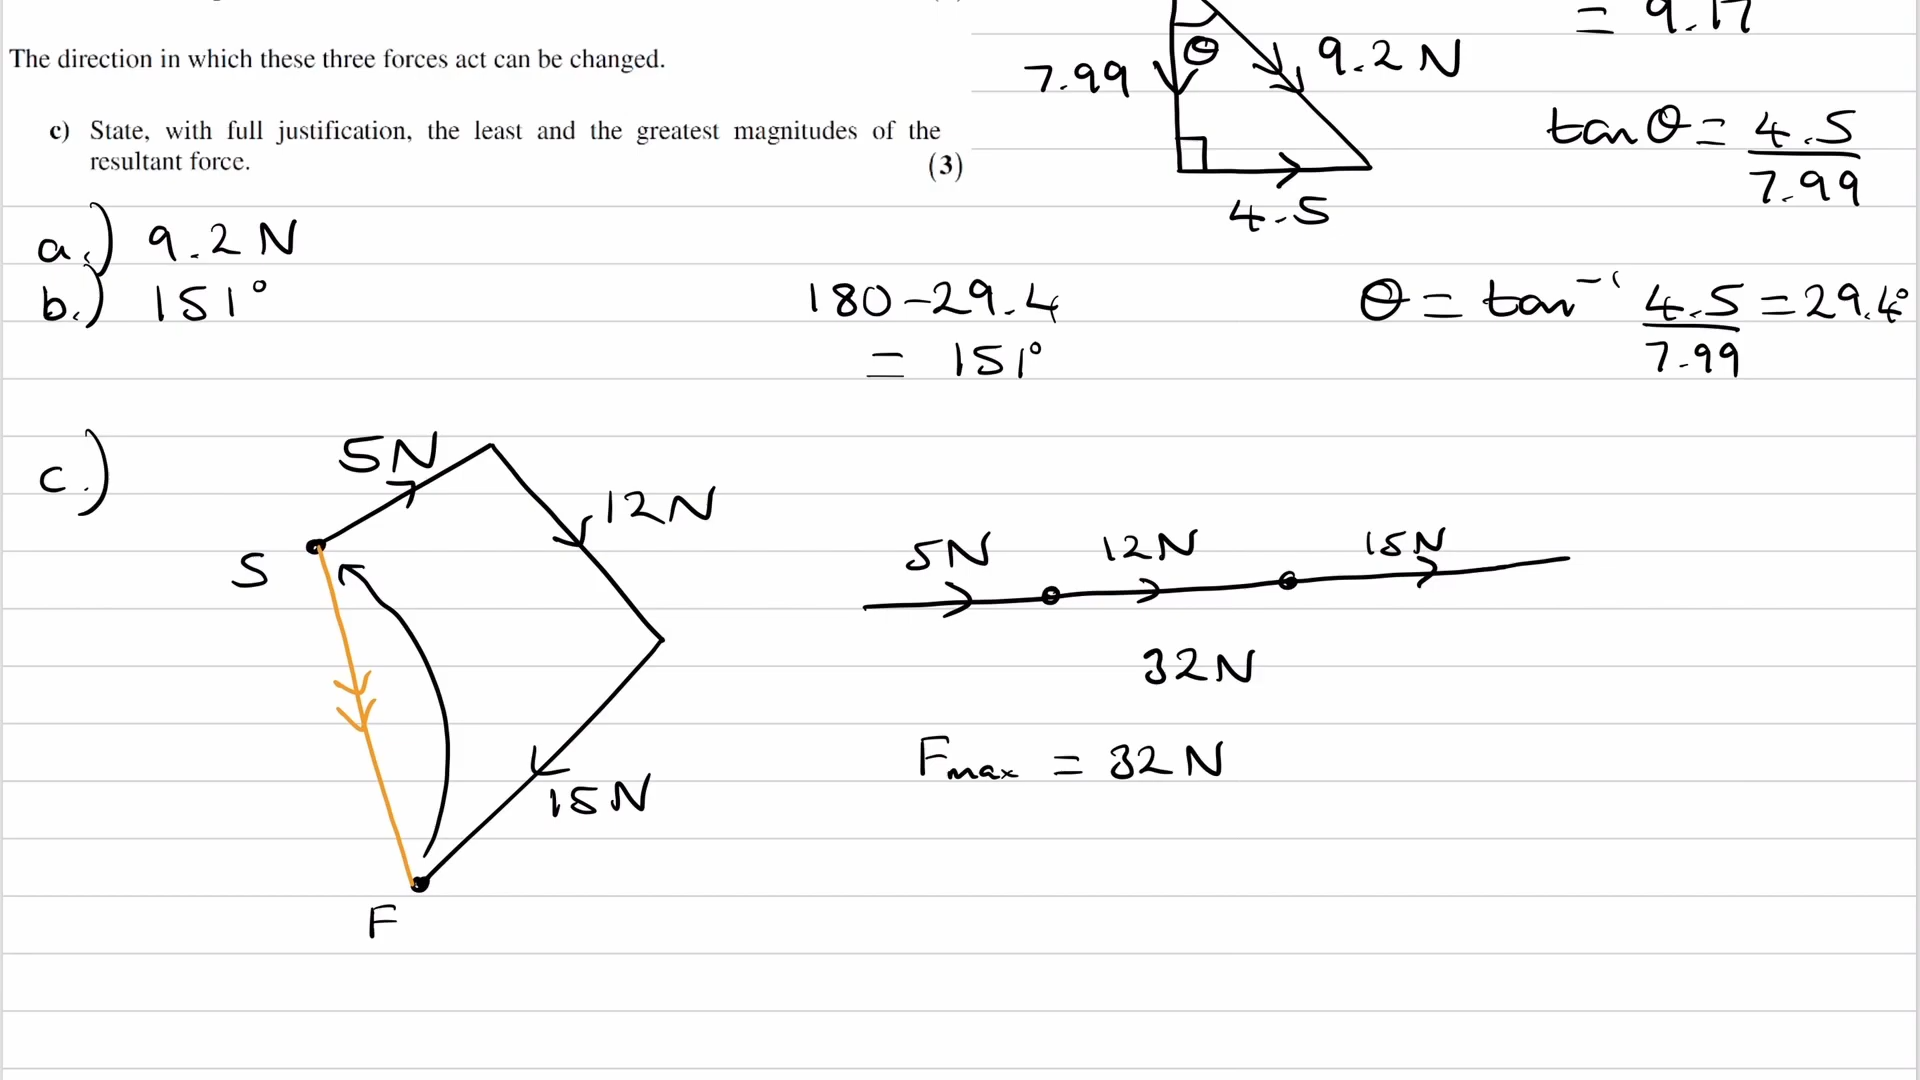 = 9.17
The direction in which these three forces act can be changed.
θ
7.99
9.2 N
c) State, with full justification, the least and the greatest magnitudes of the
resultant force. (3)
tan θ = 4.5
7.99
4.5
a.) 9.2 N
b.) 151°
180-29.4
= 151°
θ = tan⁻¹ 4.5 = 29.4°
7.99
c.)
5N
12N
15N
S
F
5N 12N 15N
32N
Fmax = 32 N